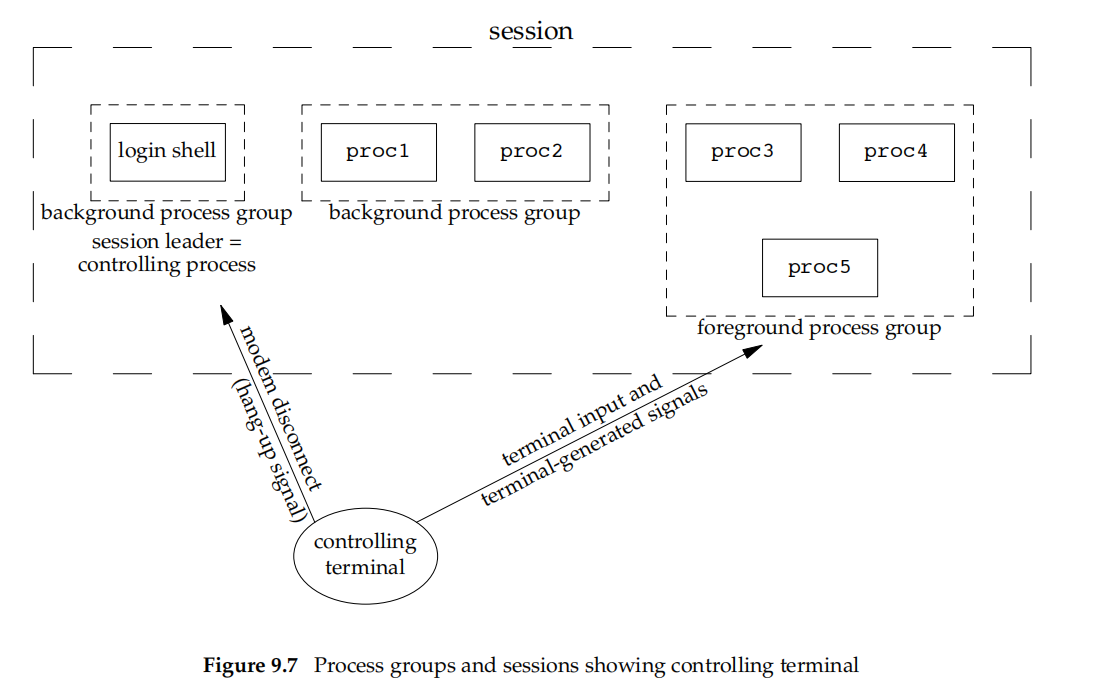 session
login shell
proc1
proc2
proc3
proc4
background process group
session leader =
controlling process
background process group
proc5
foreground process group
modem disconnect
(hang-up signal)
terminal input and
terminal-generated signals
controlling
terminal
Figure 9.7 Process groups and sessions showing controlling terminal